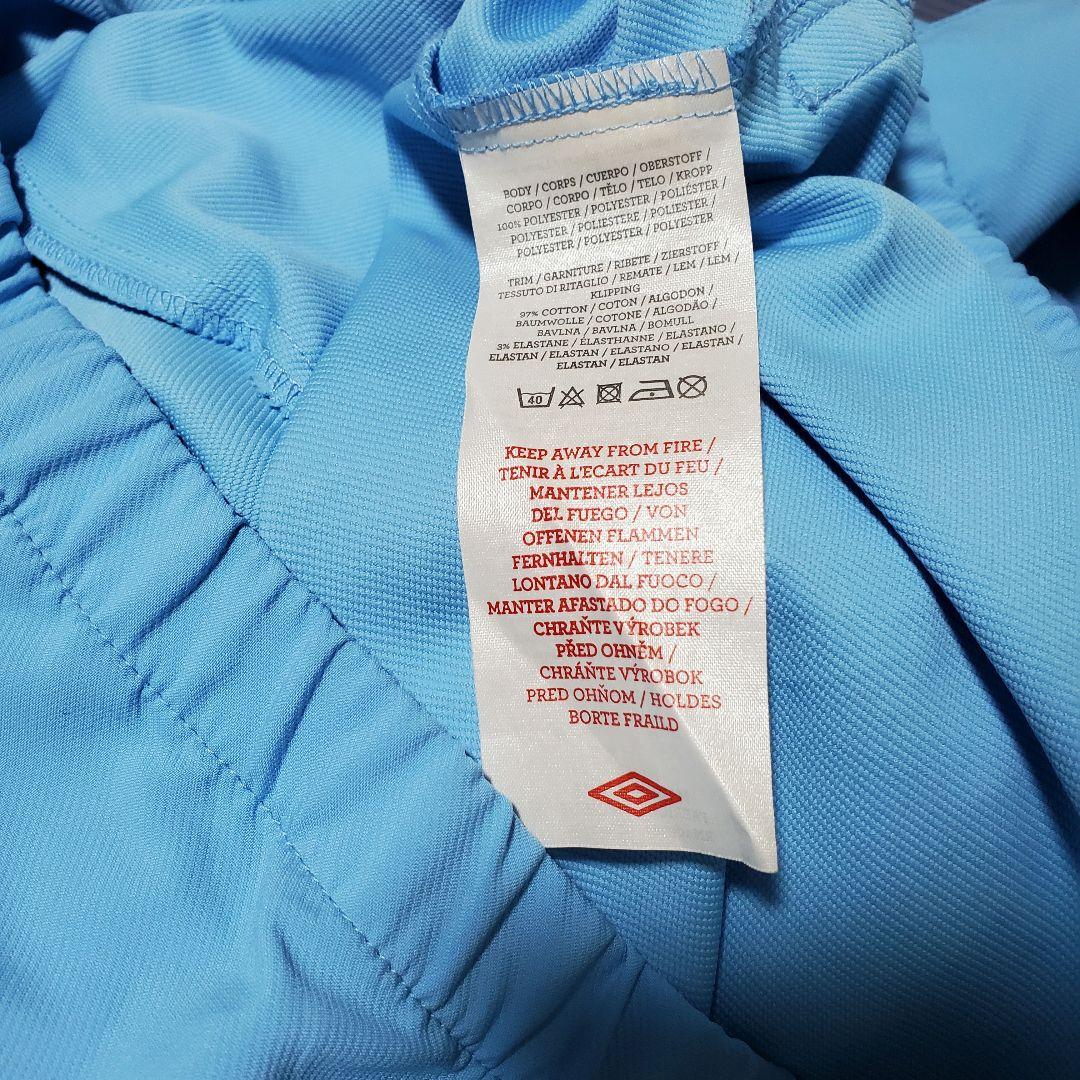 BODY / CORPS / CUERPO / OBERSTOFF /
CORPO / CORPO / TĚLO / TELO / KROPP
100% POLYESTER / POLYESTER / POLIÉSTER /
POLYESTER / POLIESTERE / POLIESTER /
POLYESTER / POLYESTER / POLYESTER
TRIM / GARNITURE / RIBETE / ZIERSTOFF /
TESSUTO DI RITAGLIO / REMATE / LEM / LEM /
KLIPPING
97% COTTON / COTON / ALGODON /
BAUMWOLLE / COTONE / ALGODÃO /
BAVLNA / BAVLNA / BOMULL
3% ELASTANE / ÉLASTHANNE / ELASTANO /
ELASTAN / ELASTAN / ELASTANO / ELASTAN /
ELASTAN / ELASTAN
40
KEEP AWAY FROM FIRE /
TENIR À L'ECART DU FEU /
MANTENER LEJOS
DEL FUEGO / VON
OFFENEN FLAMMEN
FERNHALTEN / TENERE
LONTANO DAL FUOCO /
MANTER AFASTADO DO FOGO /
CHRAŇTE VÝROBEK
PŘED OHNĚM /
CHRÁŇTE VÝROBOK
PRED OHŇOM / HOLDES
BORTE FRAILD